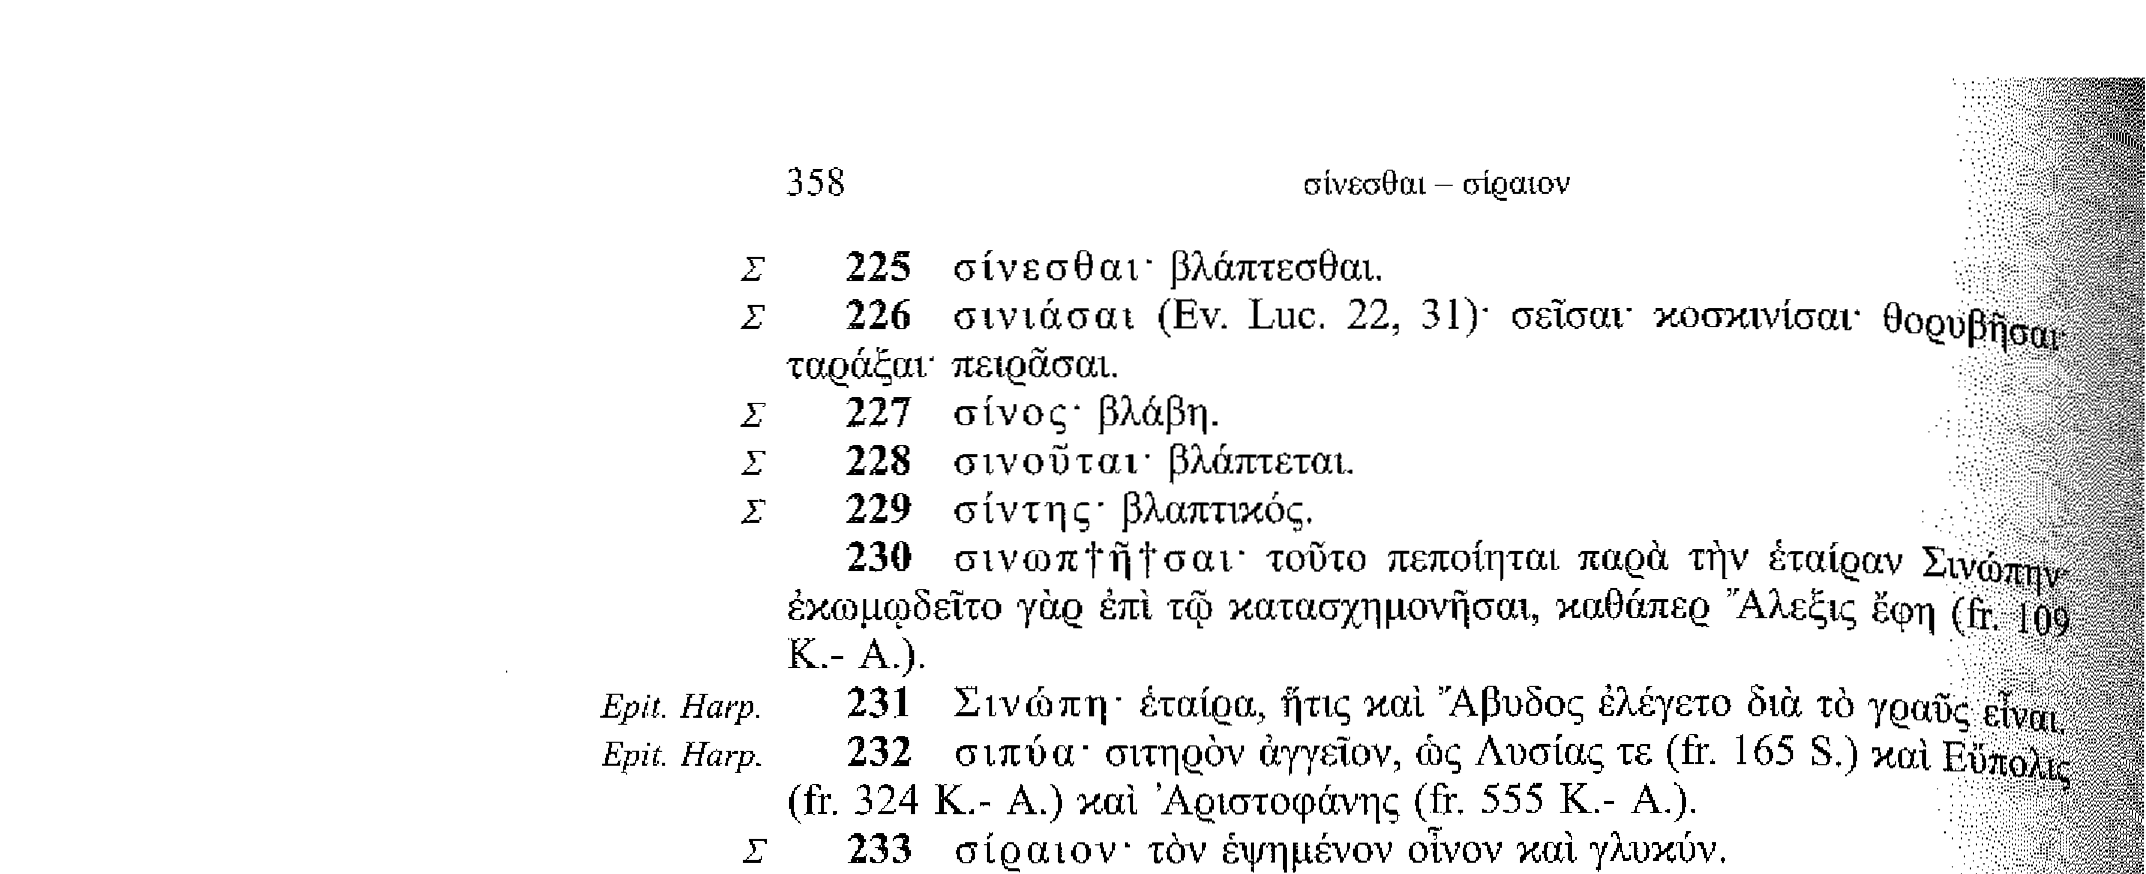 358 σίνεσθαι – σίραιον
Σ 225 σίνεσθαι· βλάπτεσθαι.
Σ 226 σινιάσαι (Ev. Luc. 22, 31)· σεῖσαι· κοσκινίσαι· θορυβῆσαι·
ταράξαι· πειρᾶσαι.
Σ 227 σίνος· βλάβη.
Σ 228 σινοῦται· βλάπτεται.
Σ 229 σίντης· βλαπτικός.
230 σινωπ†ῆ†σαι· τοῦτο πεποίηται παρὰ τὴν ἑταίραν Σινώπην·
ἐκωμῳδεῖτο γὰρ ἐπὶ τῷ κατασχημονῆσαι, καθάπερ Ἄλεξις ἔφη (fr. 109
K.- A.).
Epit. Harp. 231 Σινώπη· ἑταίρα, ἥτις καὶ Ἄβυδος ἐλέγετο διὰ τὸ γραῦς εἶναι.
Epit. Harp. 232 σιπύα· σιτηρὸν ἀγγεῖον, ὡς Λυσίας τε (fr. 165 S.) καὶ Εὔπολις
(fr. 324 K.- A.) καὶ Ἀριστοφάνης (fr. 555 K.- A.).
Σ 233 σίραιον· τὸν ἑψημένον οἶνον καὶ γλυκύν.